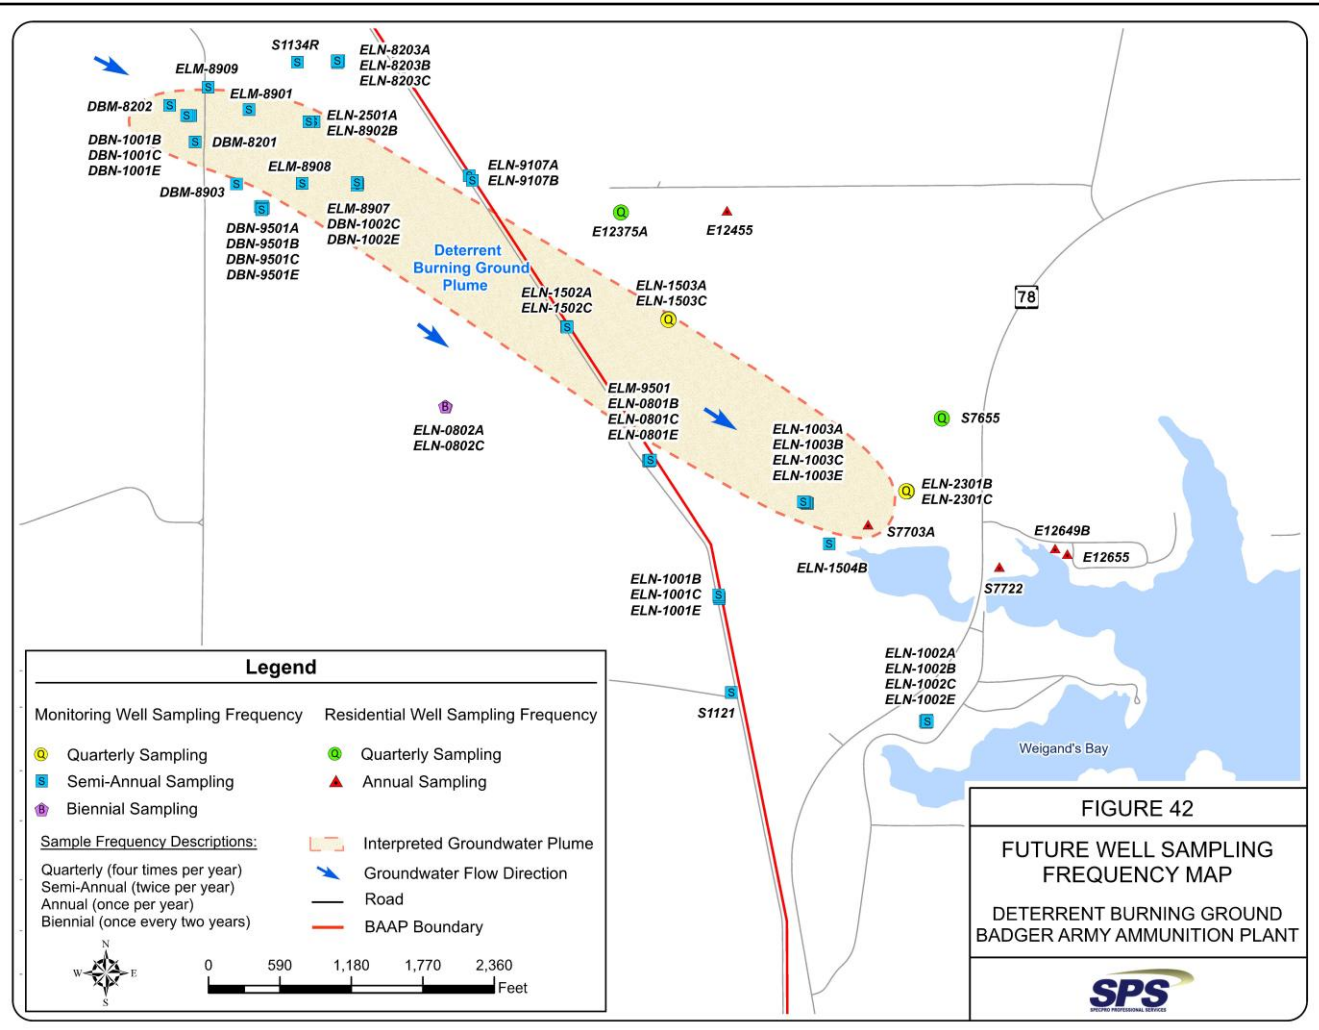 S1134R
ELN-8203A
ELN-8203B
ELN-8203C
ELM-8909
ELM-8901
DBM-8202
ELN-2501A
ELN-8902B
DBN-1001B
DBN-1001C
DBN-1001E
DBM-8201
ELM-8908
ELN-9107A
ELN-9107B
DBM-8903
ELM-8907
DBN-1002C
DBN-1002E
DBN-9501A
DBN-9501B
DBN-9501C
DBN-9501E
E12375A
E12455
Deterrent
Burning Ground
Plume
ELN-1502A
ELN-1502C
ELN-1503A
ELN-1503C
78
ELM-9501
ELN-0801B
ELN-0801C
ELN-0801E
ELN-0802A
ELN-0802C
S7655
ELN-1003A
ELN-1003B
ELN-1003C
ELN-1003E
ELN-2301B
ELN-2301C
S7703A
E12649B
E12655
ELN-1504B
S7722
ELN-1001B
ELN-1001C
ELN-1001E
ELN-1002A
ELN-1002B
ELN-1002C
ELN-1002E
S1121
Weigand's Bay
Legend
Monitoring Well Sampling Frequency
Q Quarterly Sampling
S Semi-Annual Sampling
B Biennial Sampling
Residential Well Sampling Frequency
Q Quarterly Sampling
Annual Sampling
Sample Frequency Descriptions:
Quarterly (four times per year)
Semi-Annual (twice per year)
Annual (once per year)
Biennial (once every two years)
Interpreted Groundwater Plume
Groundwater Flow Direction
Road
BAAP Boundary
N
W E
S
0 590 1,180 1,770 2,360
Feet
FIGURE 42
FUTURE WELL SAMPLING
FREQUENCY MAP
DETERRENT BURNING GROUND
BADGER ARMY AMMUNITION PLANT
SPS
SPECPRO PROFESSIONAL SERVICES